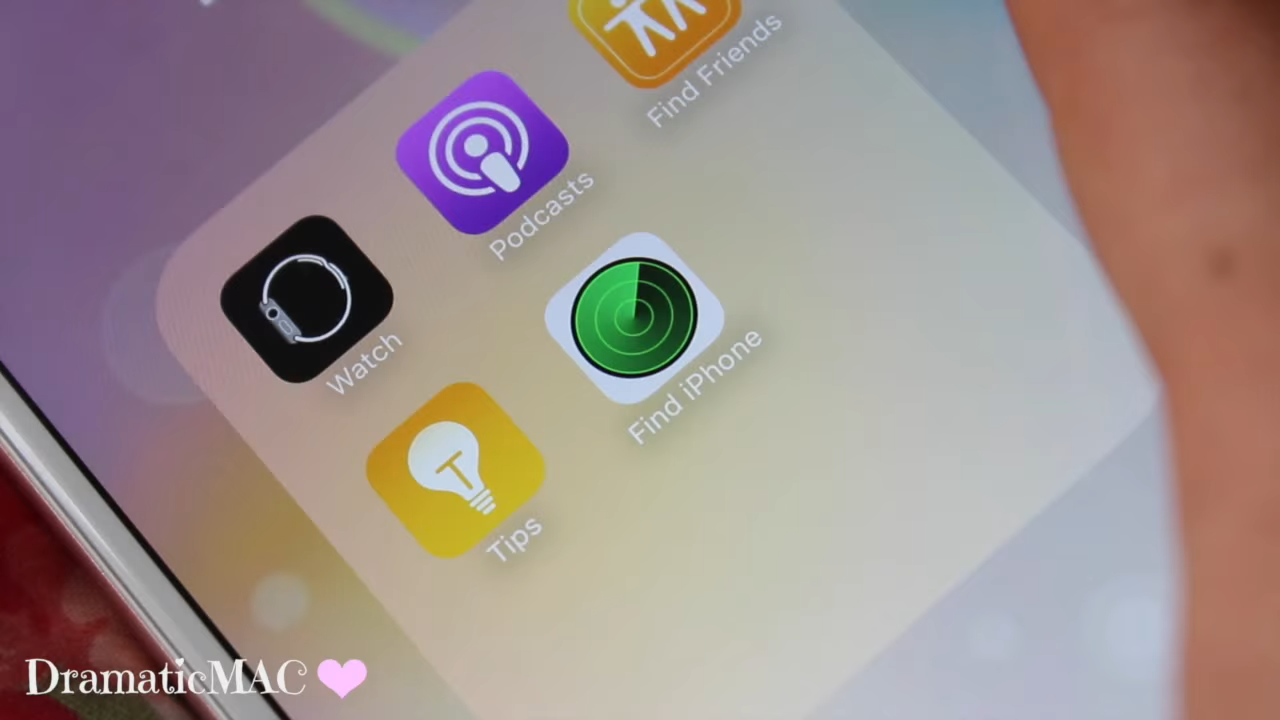 Find Friends
Podcasts
Watch
Find iPhone
Tips
DramaticMAC